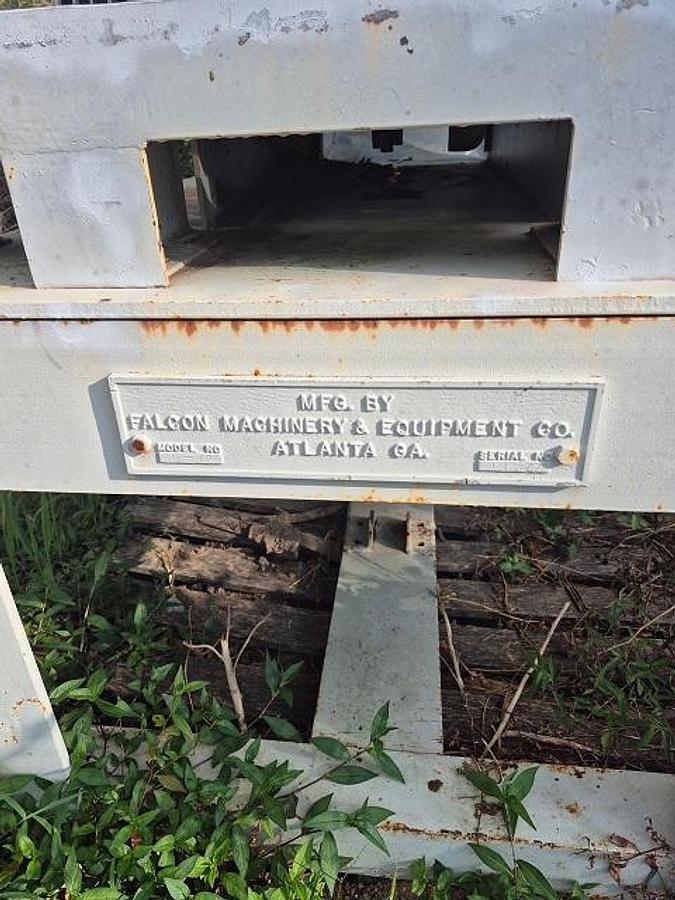 MFG. BY
FALCON MACHINERY & EQUIPMENT CO.
ATLANTA GA.
MODEL NO
SERIAL NO